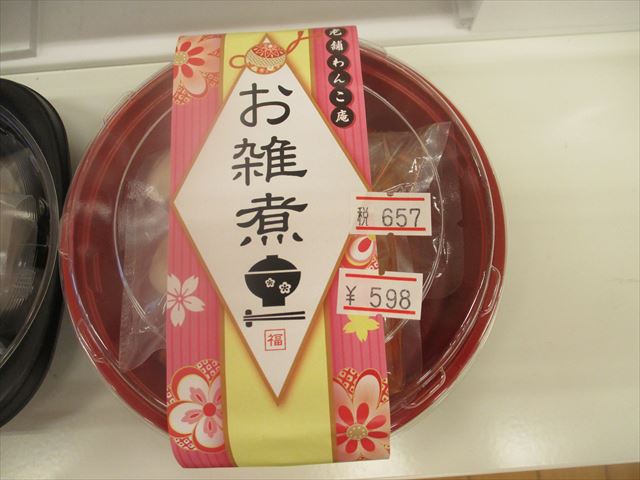 老舗わんこ庵
お雑煮
福
税 657
¥ 598